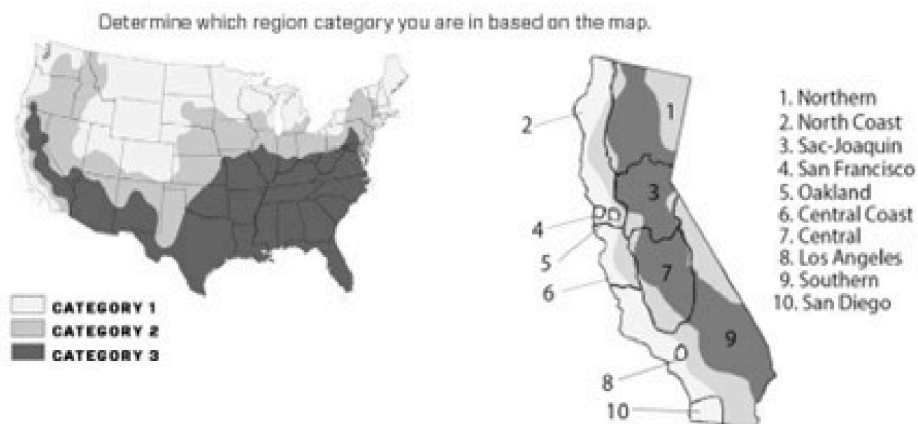 Determine which region category you are in based on the map.
CATEGORY 1
CATEGORY 2
CATEGORY 3
1
2
3
4
5
6
7
8
9
10
1. Northern
2. North Coast
3. Sac-Joaquin
4. San Francisco
5. Oakland
6. Central Coast
7. Central
8. Los Angeles
9. Southern
10. San Diego